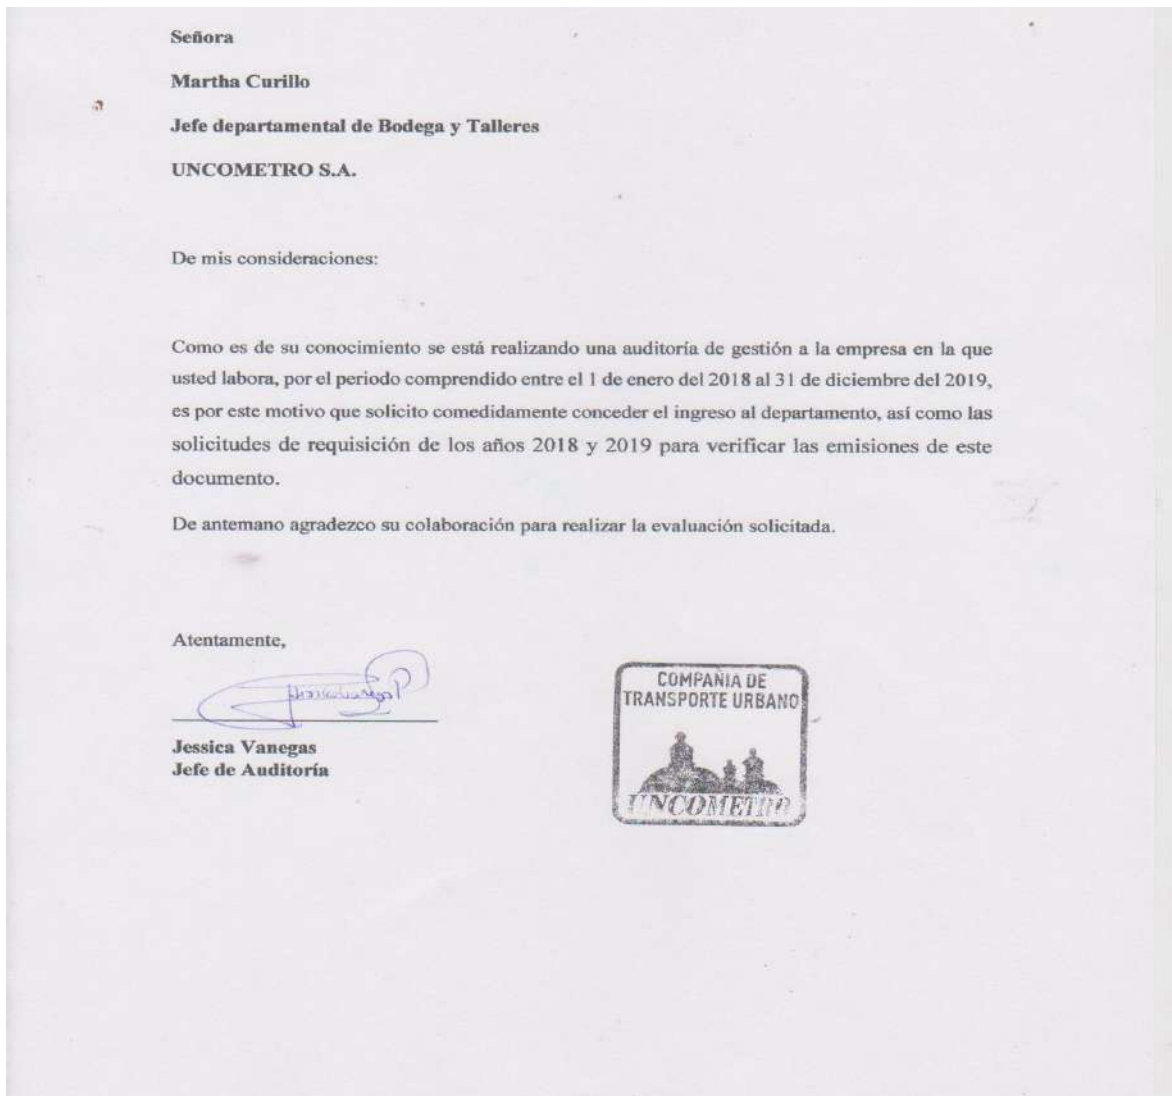 Señora
Martha Curillo
Jefe departamental de Bodega y Talleres
UNCOMETRO S.A.
De mis consideraciones:
Como es de su conocimiento se está realizando una auditoría de gestión a la empresa en la que
usted labora, por el periodo comprendido entre el 1 de enero del 2018 al 31 de diciembre del 2019,
es por este motivo que solicito comedidamente conceder el ingreso al departamento, así como las
solicitudes de requisición de los años 2018 y 2019 para verificar las emisiones de este
documento.
De antemano agradezco su colaboración para realizar la evaluación solicitada.
Atentamente,
Jessica Vanegas
Jefe de Auditoría
COMPAÑIA DE
TRANSPORTE URBANO
UNCOMETRO